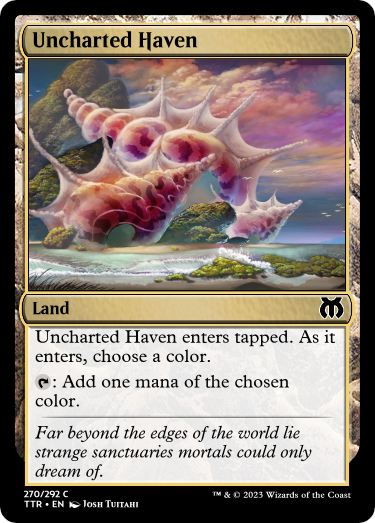 Uncharted Haven
Land
Uncharted Haven enters tapped. As it
enters, choose a color.
: Add one mana of the chosen
color.
Far beyond the edges of the world lie
strange sanctuaries mortals could only
dream of.
270/292 C
TTR • EN Josh Tuitahi
™ & © 2023 Wizards of the Coast